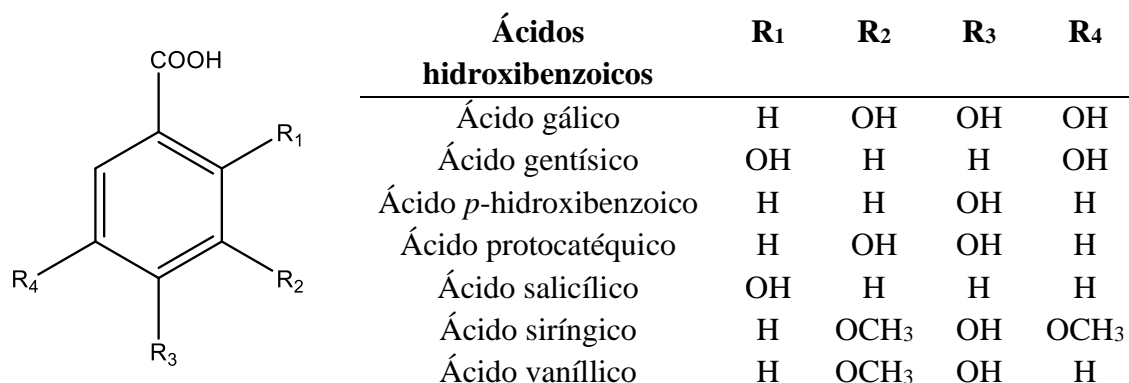 COOH
R1
R2
R3
R4
Ácidos hidroxibenzoicos R1 R2 R3 R4
Ácido gálico H OH OH OH
Ácido gentísico OH H H OH
Ácido p-hidroxibenzoico H H OH H
Ácido protocatéquico H OH OH H
Ácido salicílico OH H H H
Ácido siríngico H OCH3 OH OCH3
Ácido vaníllico H OCH3 OH H